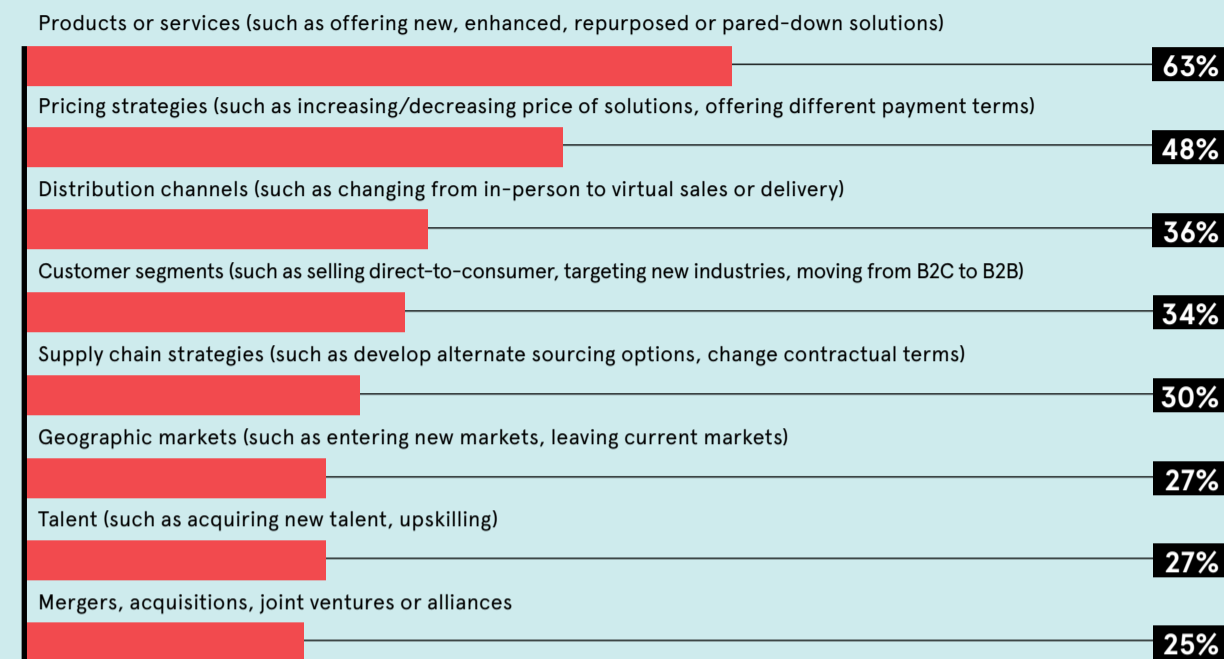 Products or services (such as offering new, enhanced, repurposed or pared-down solutions)
63%
Pricing strategies (such as increasing/decreasing price of solutions, offering different payment terms)
48%
Distribution channels (such as changing from in-person to virtual sales or delivery)
36%
Customer segments (such as selling direct-to-consumer, targeting new industries, moving from B2C to B2B)
34%
Supply chain strategies (such as develop alternate sourcing options, change contractual terms)
30%
Geographic markets (such as entering new markets, leaving current markets)
27%
Talent (such as acquiring new talent, upskilling)
27%
Mergers, acquisitions, joint ventures or alliances
25%